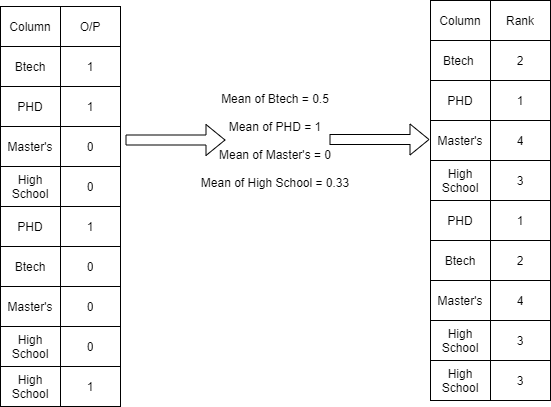 Column O/P
Btech 1
PHD 1
Master's 0
High
School 0
PHD 1
Btech 0
Master's 0
High
School 0
High
School 1
Mean of Btech = 0.5
Mean of PHD = 1
Mean of Master's = 0
Mean of High School = 0.33
Column Rank
Btech 2
PHD 1
Master's 4
High
School 3
PHD 1
Btech 2
Master's 4
High
School 3
High
School 3